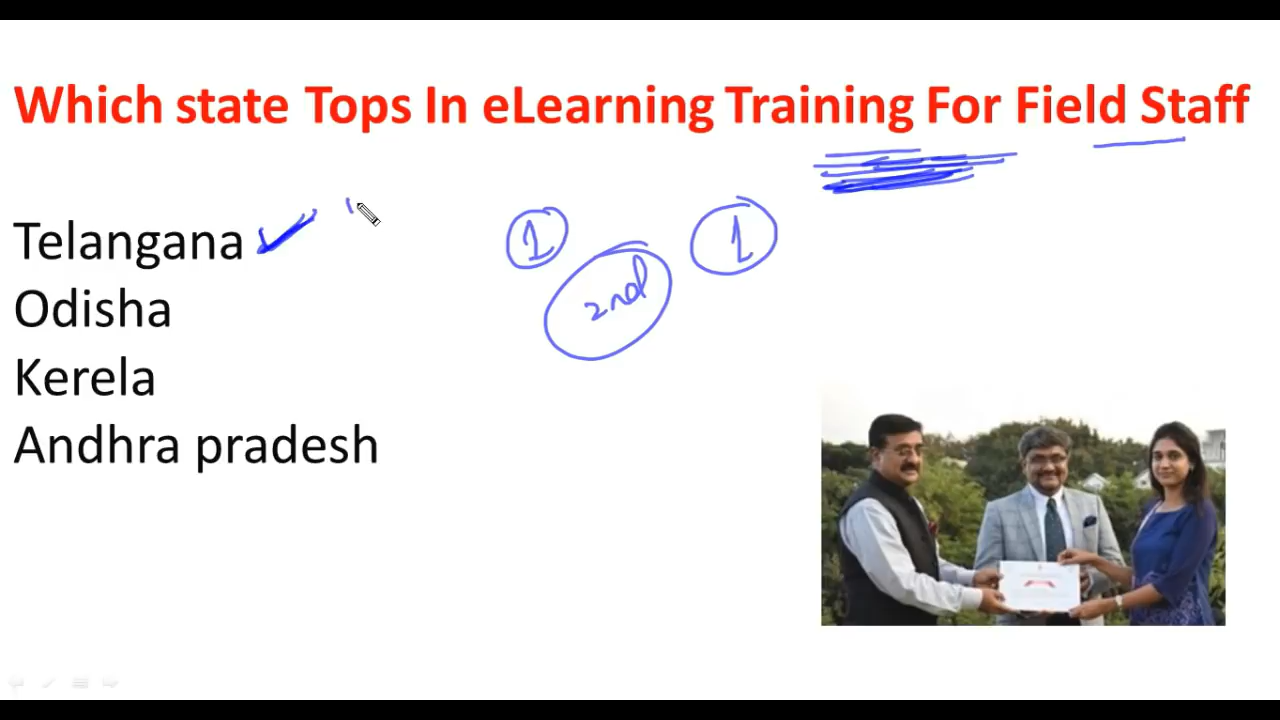 Which state Tops In eLearning Training For Field Staff
Telangana
1 1
2nd
Odisha
Kerela
Andhra pradesh